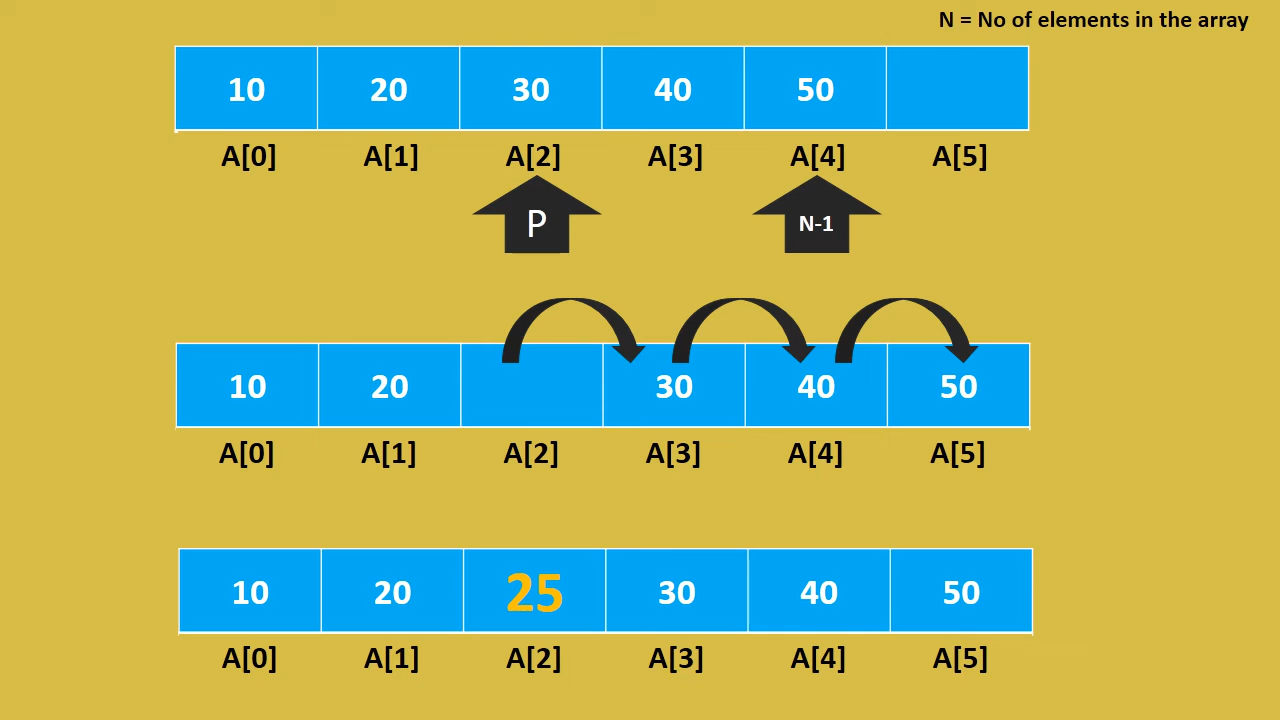 N = No of elements in the array
10 20 30 40 50
A[0] A[1] A[2] A[3] A[4] A[5]
P N-1
10 20 30 40 50
A[0] A[1] A[2] A[3] A[4] A[5]
10 20 25 30 40 50
A[0] A[1] A[2] A[3] A[4] A[5]